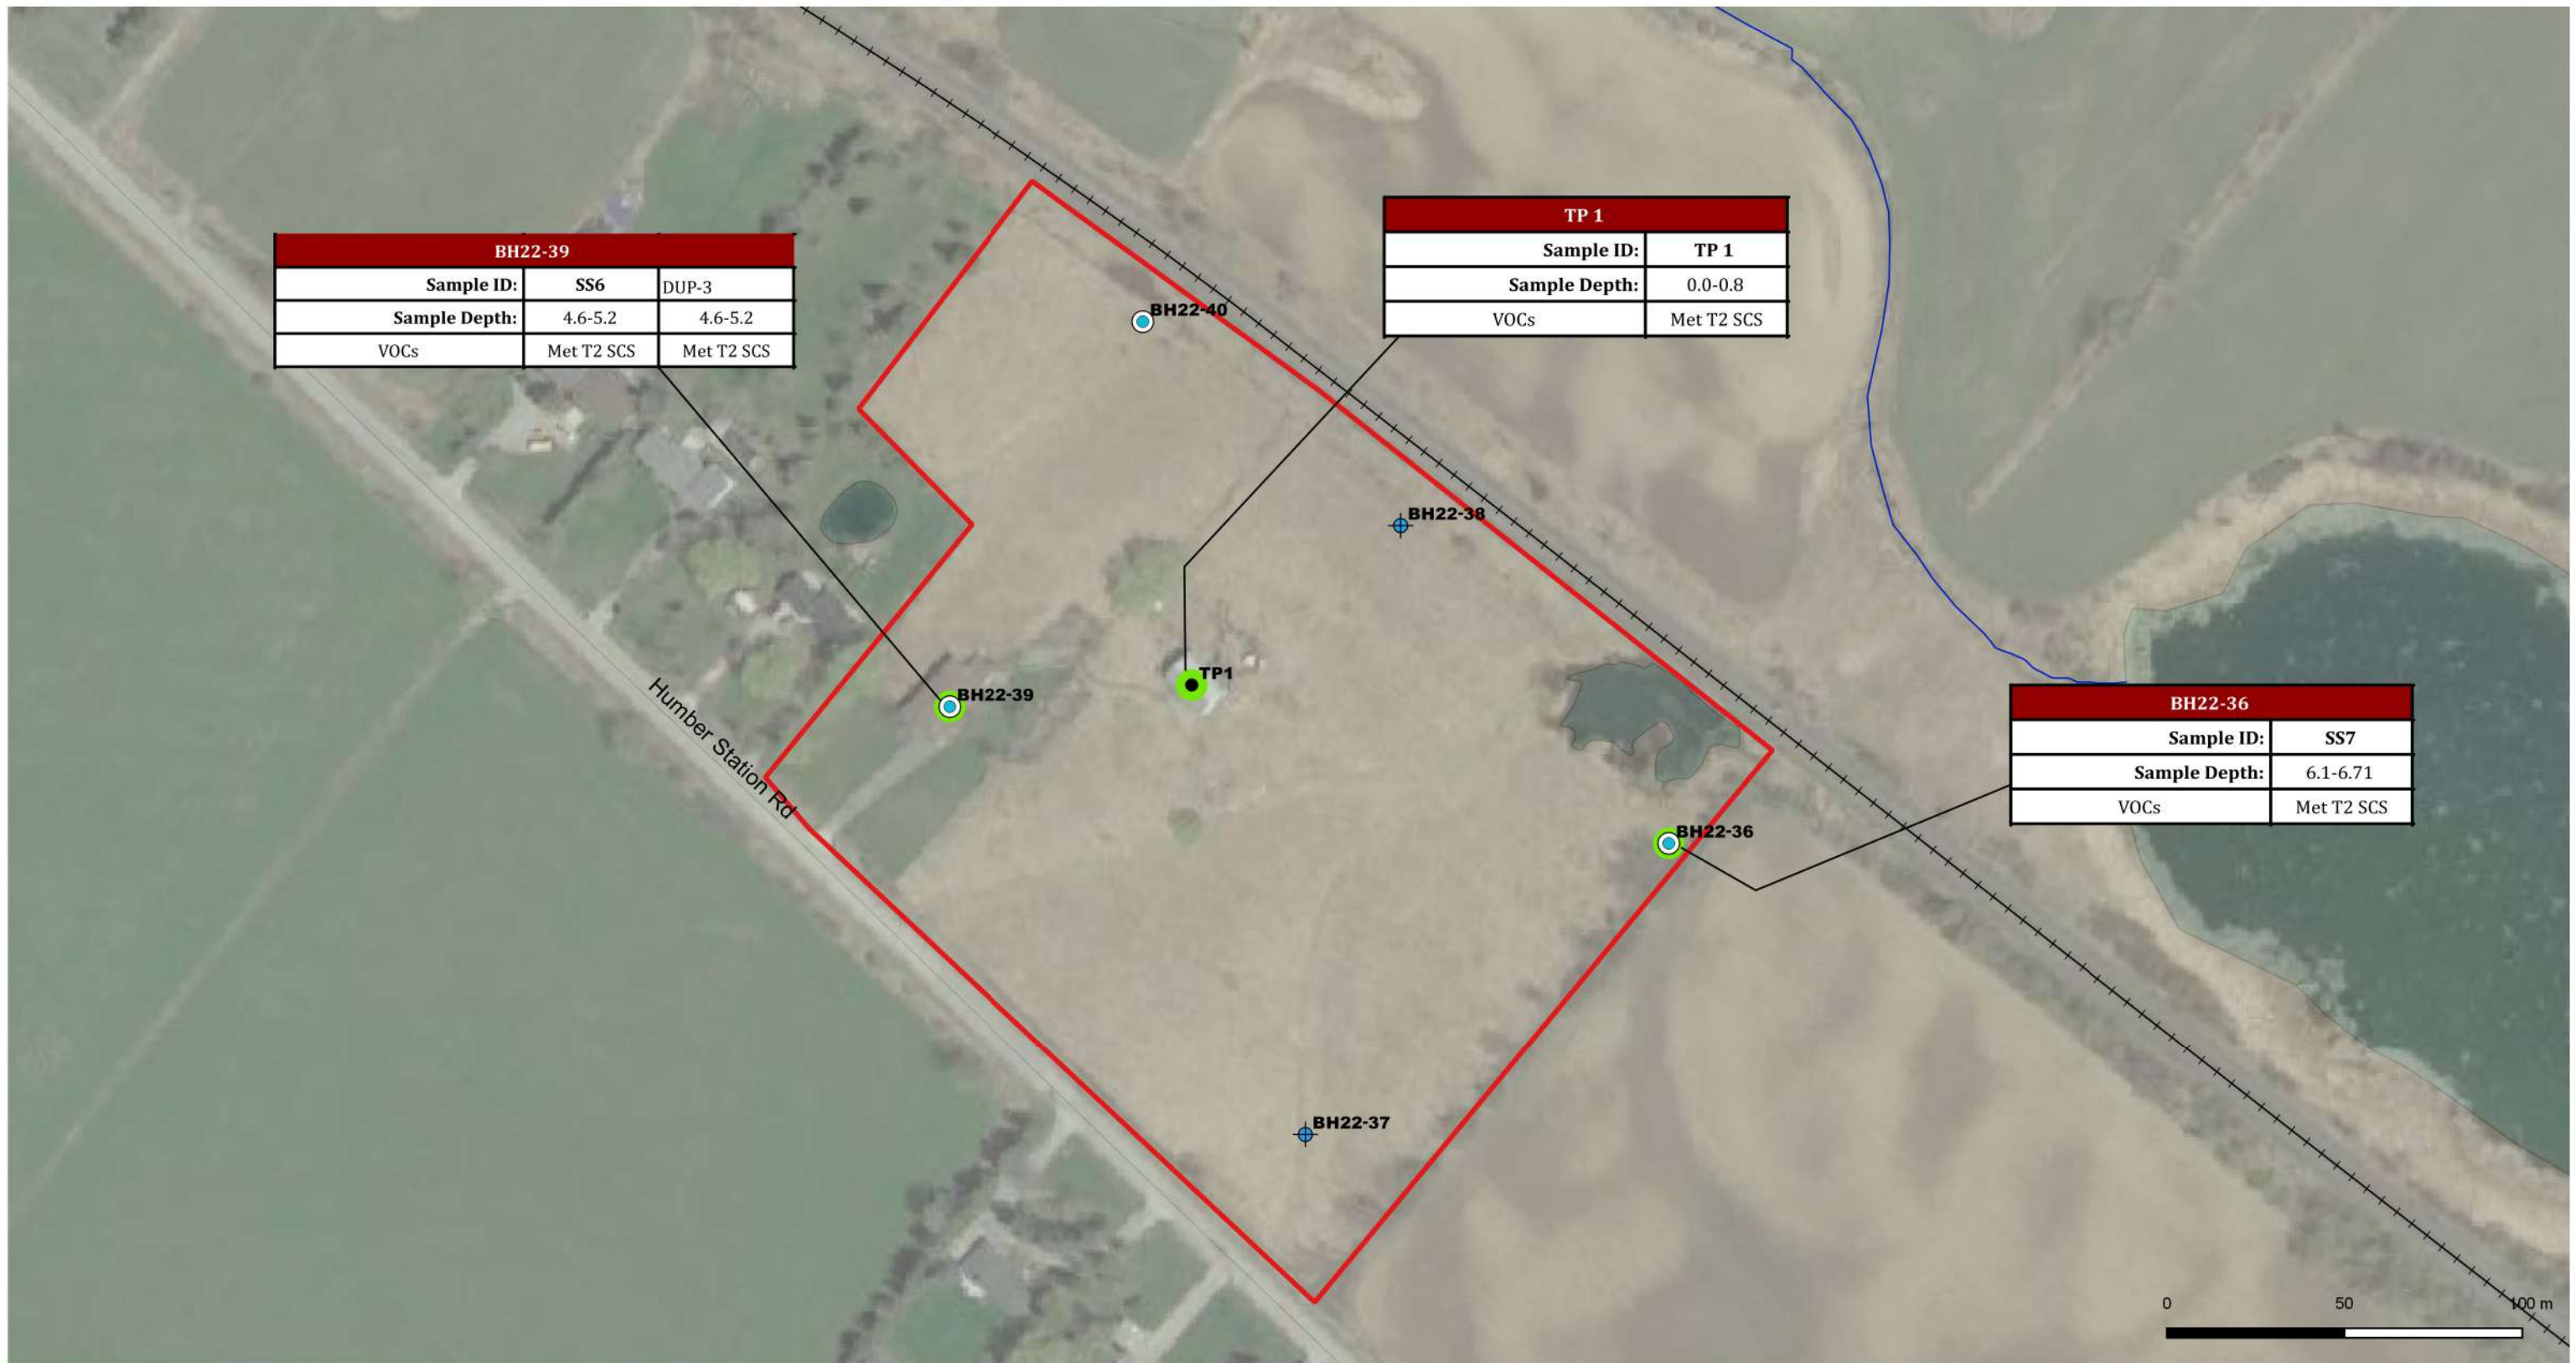 TP 1
Sample ID: TP 1
Sample Depth: 0.0-0.8
VOCs Met T2 SCS
BH22-39
Sample ID: SS6 DUP-3
Sample Depth: 4.6-5.2 4.6-5.2
VOCs Met T2 SCS Met T2 SCS
BH22-40
BH22-38
TP1
BH22-39
Humber Station Rd
BH22-36
Sample ID: SS7
Sample Depth: 6.1-6.71
VOCs Met T2 SCS
BH22-36
BH22-37
0 50 100 m